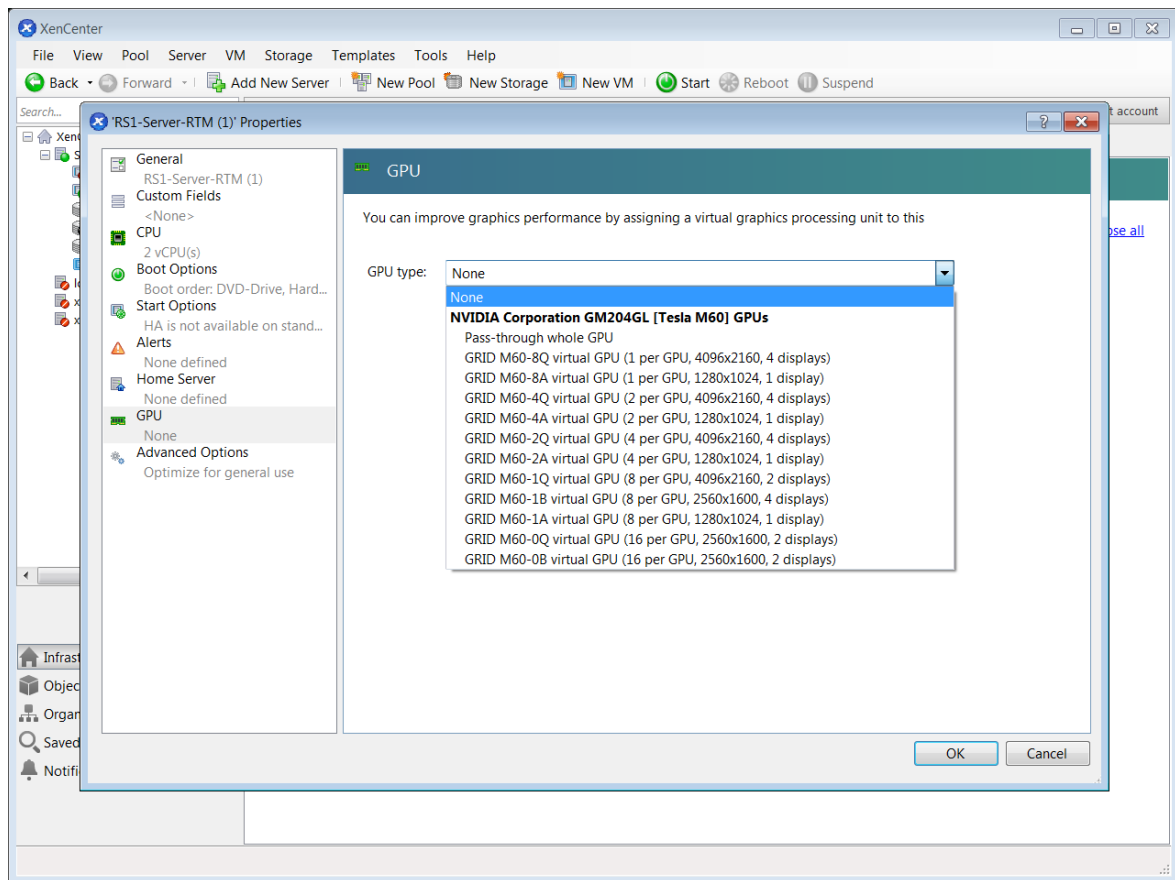 XenCenter
File View Pool Server VM Storage Templates Tools Help
Back Forward Add New Server New Pool New Storage New VM Start Reboot Suspend
Search...
account
'RS1-Server-RTM (1)' Properties
General
RS1-Server-RTM (1)
Custom Fields
<None>
CPU
2 vCPU(s)
Boot Options
Boot order: DVD-Drive, Hard...
Start Options
HA is not available on stand...
Alerts
None defined
Home Server
None defined
GPU
None
Advanced Options
Optimize for general use
GPU
You can improve graphics performance by assigning a virtual graphics processing unit to this
GPU type: None
None
NVIDIA Corporation GM204GL [Tesla M60] GPUs
Pass-through whole GPU
GRID M60-8Q virtual GPU (1 per GPU, 4096x2160, 4 displays)
GRID M60-8A virtual GPU (1 per GPU, 1280x1024, 1 display)
GRID M60-4Q virtual GPU (2 per GPU, 4096x2160, 4 displays)
GRID M60-4A virtual GPU (2 per GPU, 1280x1024, 1 display)
GRID M60-2Q virtual GPU (4 per GPU, 4096x2160, 4 displays)
GRID M60-2A virtual GPU (4 per GPU, 1280x1024, 1 display)
GRID M60-1Q virtual GPU (8 per GPU, 4096x2160, 2 displays)
GRID M60-1B virtual GPU (8 per GPU, 2560x1600, 4 displays)
GRID M60-1A virtual GPU (8 per GPU, 1280x1024, 1 display)
GRID M60-0Q virtual GPU (16 per GPU, 2560x1600, 2 displays)
GRID M60-0B virtual GPU (16 per GPU, 2560x1600, 2 displays)
all
Infrast
Objec
Organ
Saved
Notifi
OK Cancel